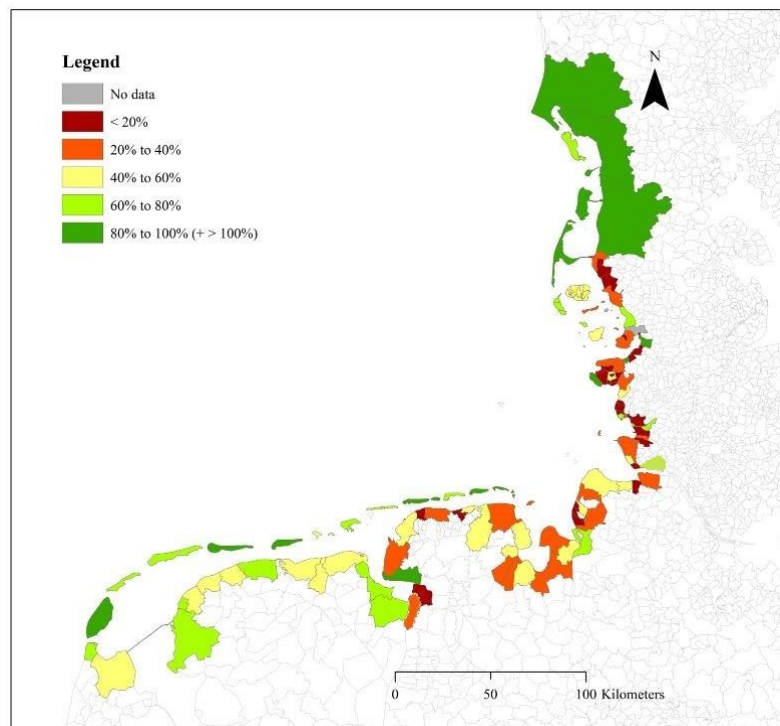 Legend
N
No data
< 20%
20% to 40%
40% to 60%
60% to 80%
80% to 100% (+ > 100%)
0 50 100 Kilometers